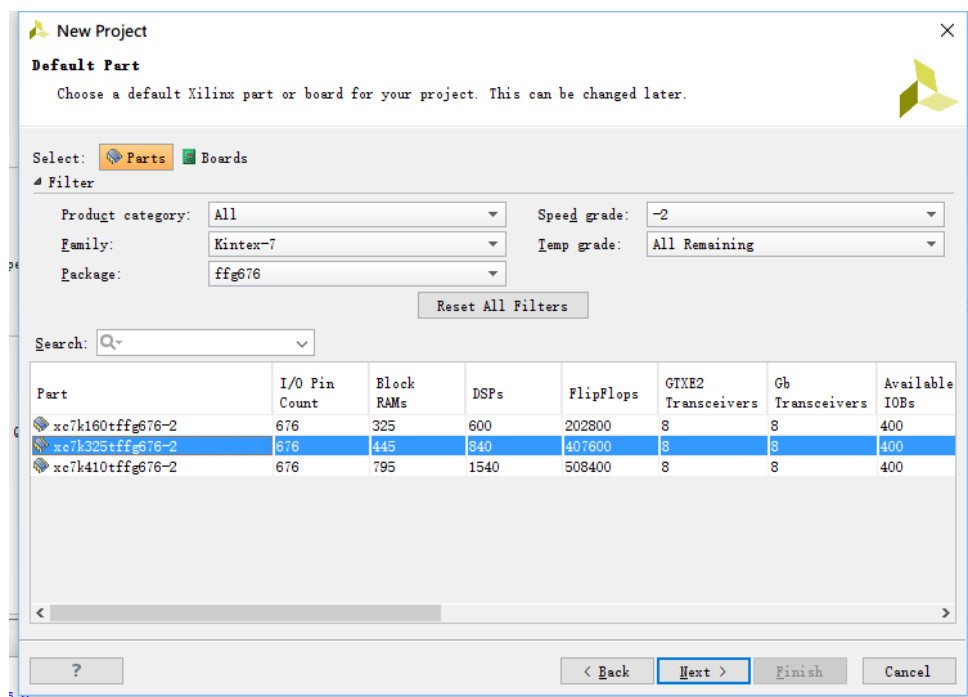 New Project
Default Part
Choose a default Xilinx part or board for your project. This can be changed later.
Select: Parts Boards
Filter
Product category: All Speed grade: -2
Family: Kintex-7 Temp grade: All Remaining
Package: ffg676
Reset All Filters
Search:
Part I/O Pin Count Block RAMs DSPs FlipFlops GTXE2 Transceivers Gb Transceivers Available IOBs
xc7k160tffg676-2 676 325 600 202800 8 8 400
xc7k325tffg676-2 676 445 840 407600 8 8 400
xc7k410tffg676-2 676 795 1540 508400 8 8 400
? < Back Next > Finish Cancel